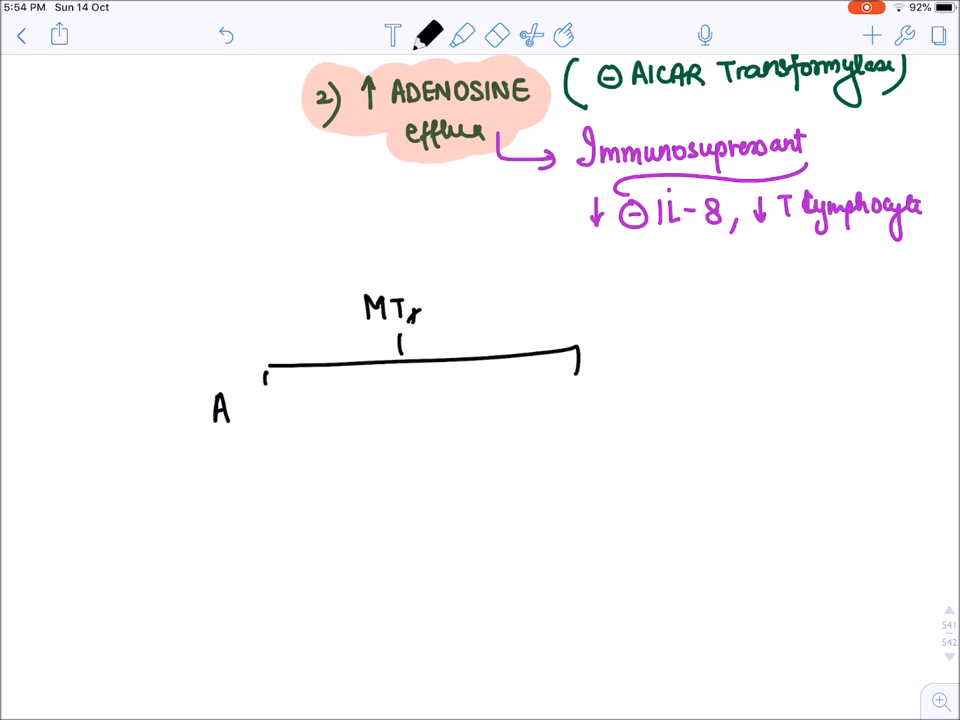 5:54 PM Sun 14 Oct 92%
T
(⊖ AICAR Transformylase)
2) ↑ ADENOSINE
efflux
Immunosupressant
↓ ⊖ IL-8, ↓ T Lymphocyte
MTx
A
541
542